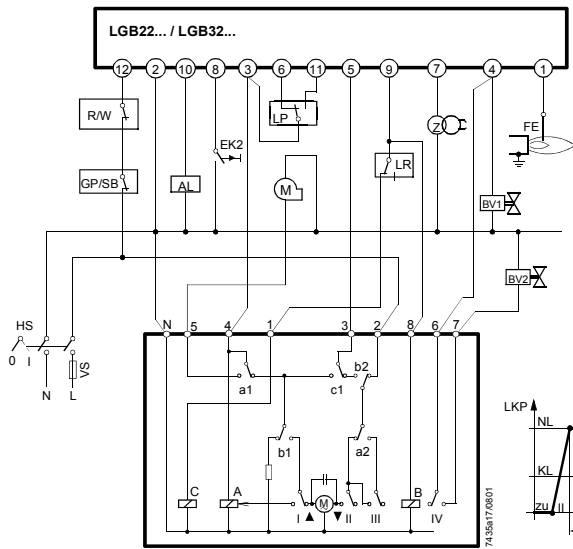 LGB22... / LGB32...
12 2 10 8 3 6 11 5 9 7 4 1
R/W
EK2
LP
Z
FE
GP/SB
AL
M
LR
BV1
BV2
HS
0 I
VS
N L
N 5 4 1 3 2 8 6 7
a1
c1
b2
b1
a2
C A M B
I II III IV
LKP
NL
KL
zu II
7435a17/0801